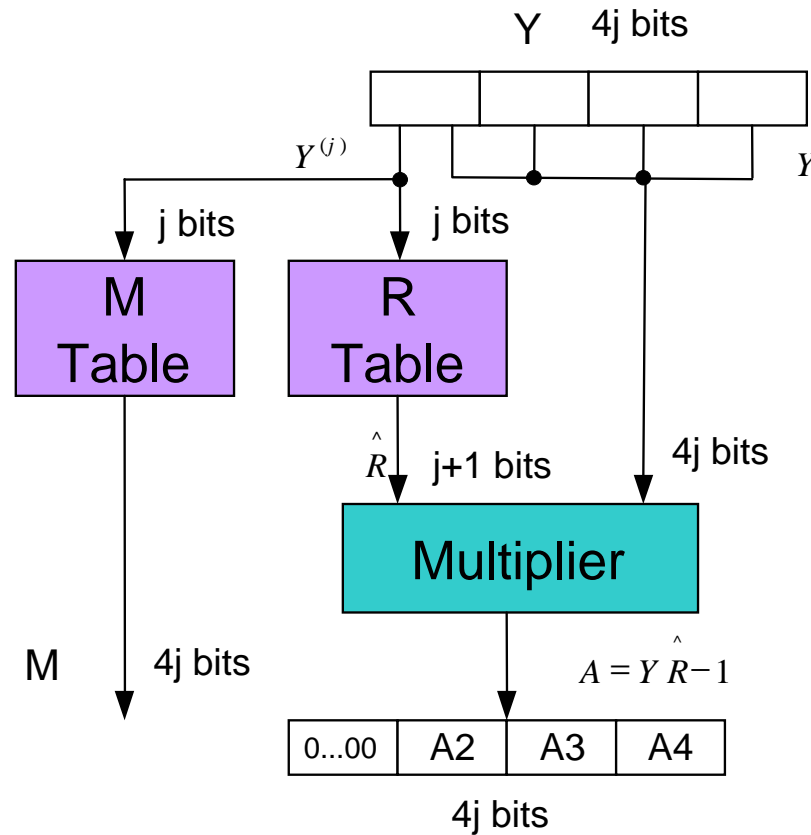 Y 4j bits
Y^(j)
Y
j bits
j bits
M
Table
R
Table
R̂
j+1 bits
4j bits
Multiplier
M
4j bits
A = Y R̂ − 1
0...00 A2 A3 A4
4j bits